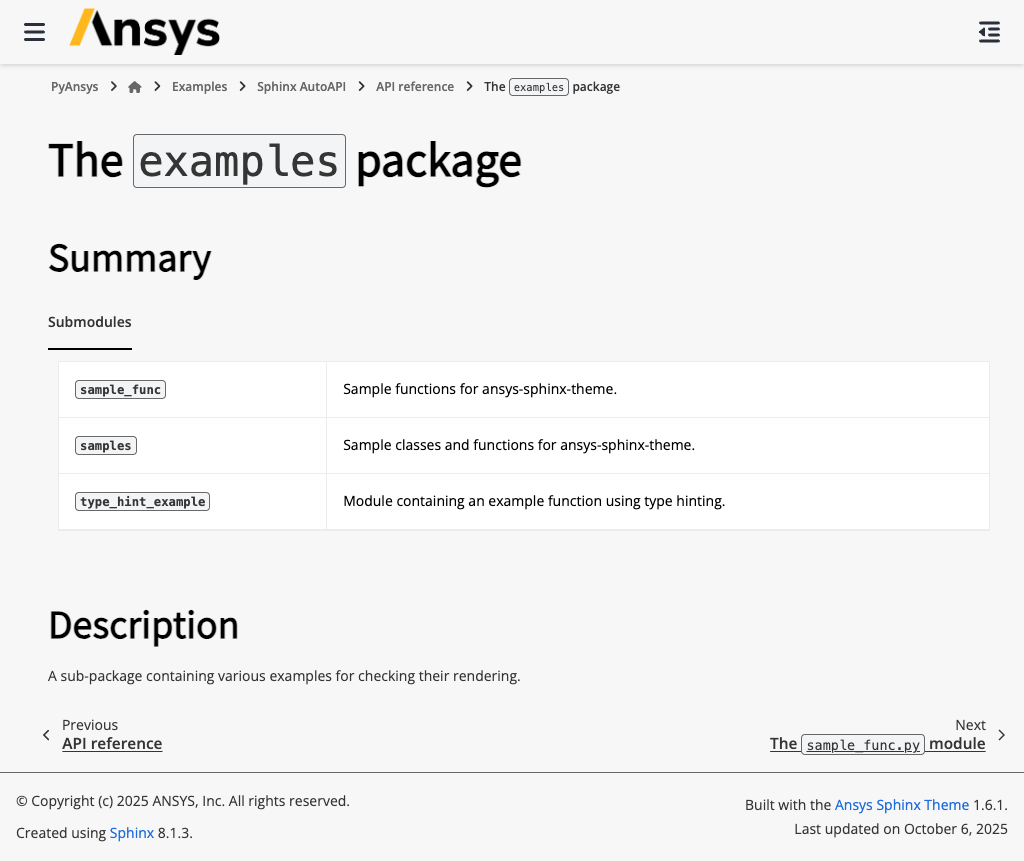 Ansys
PyAnsys Examples Sphinx AutoAPI API reference The examples package
The examples package
Summary
Submodules
sample_func Sample functions for ansys-sphinx-theme.
samples Sample classes and functions for ansys-sphinx-theme.
type_hint_example Module containing an example function using type hinting.
Description
A sub-package containing various examples for checking their rendering.
Previous
API reference
Next
The sample_func.py module
© Copyright (c) 2025 ANSYS, Inc. All rights reserved.
Created using Sphinx 8.1.3.
Built with the Ansys Sphinx Theme 1.6.1.
Last updated on October 6, 2025